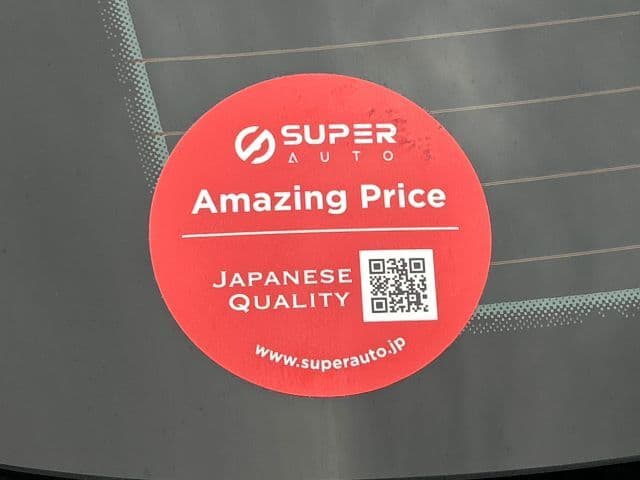 SUPER
AUTO
Amazing Price
JAPANESE
QUALITY
www.superauto.jp